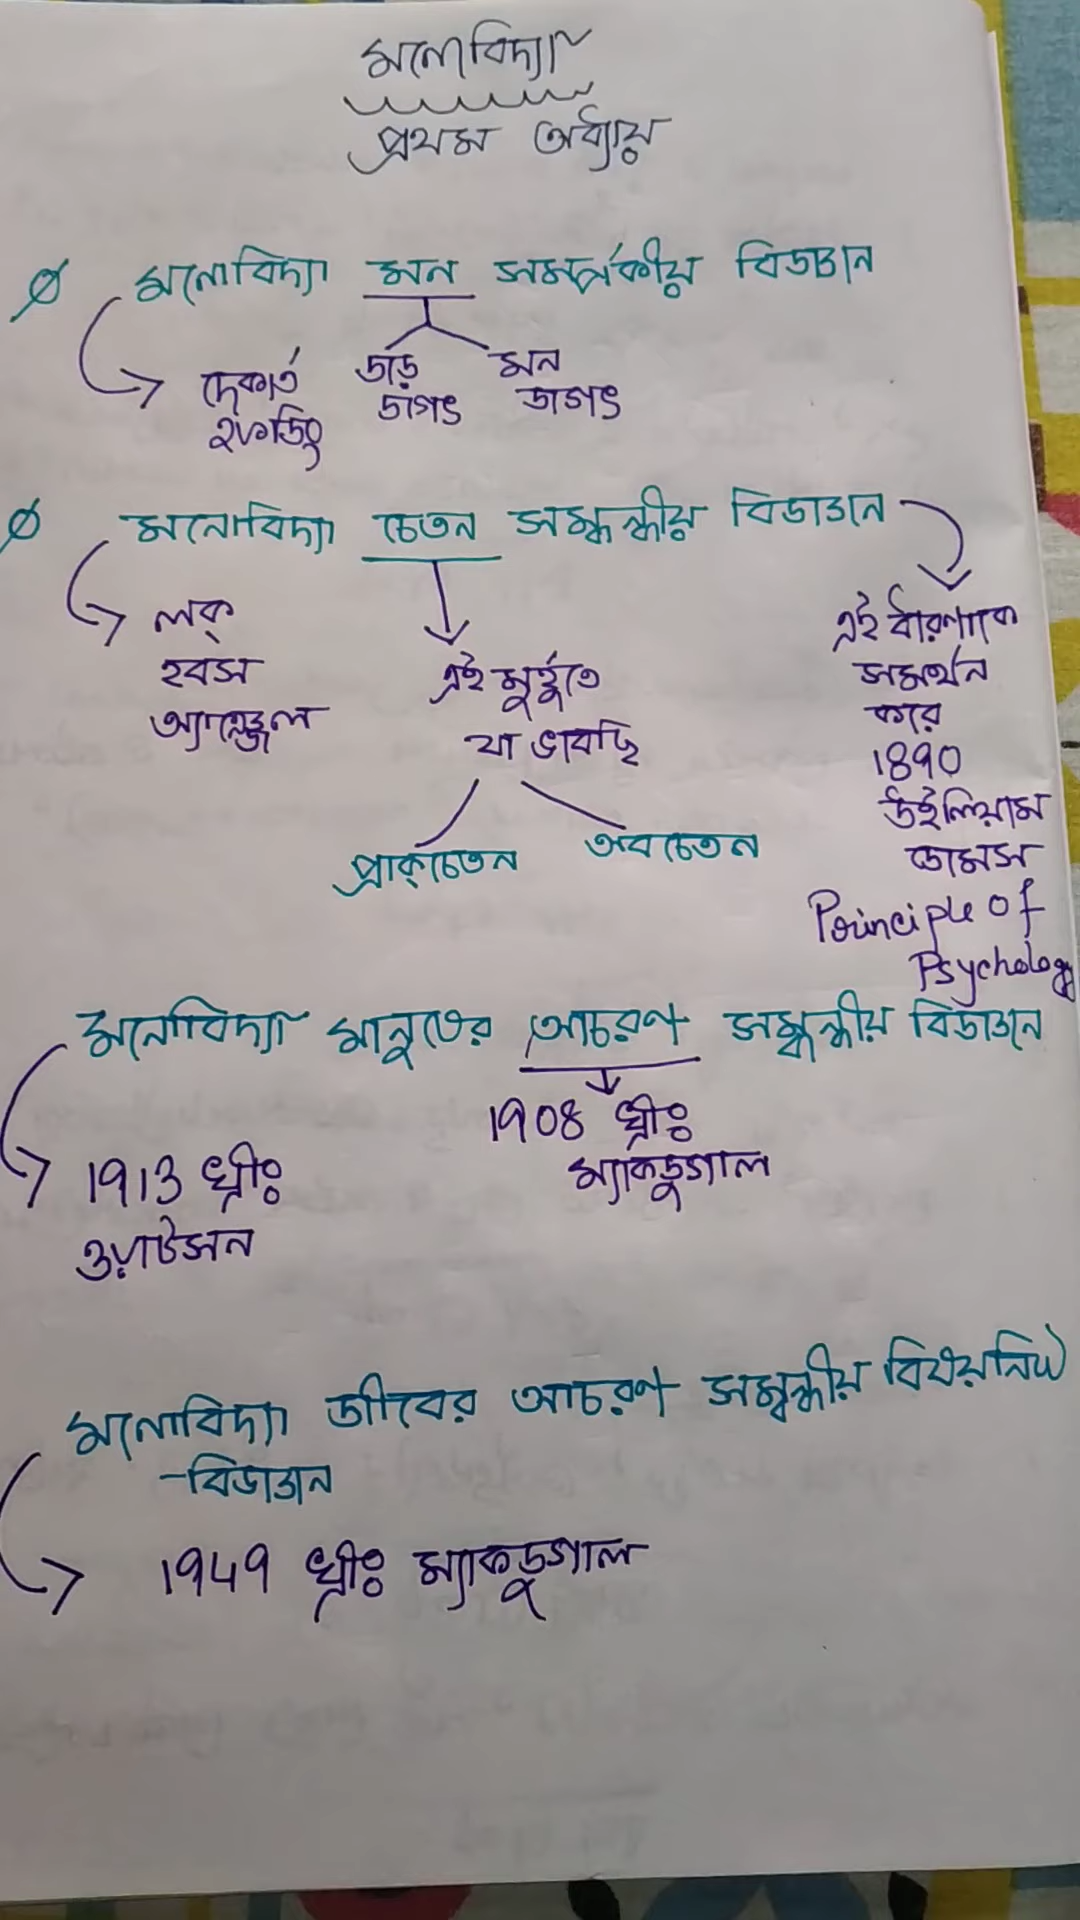 মনোবিদ্যা
প্রথম অধ্যায়
মনোবিদ্যা মন সম্পর্কীয় বিজ্ঞান
দেকার্ত
হফডিং
জড়
জগৎ
মন
জগৎ
মনোবিদ্যা চেতন সম্বন্ধীয় বিজ্ঞান
লক্
হবস
অ্যাঞ্জেল
এই মুর্হুতে
যা ভাবছি
প্রাক্চেতন
অবচেতন
এই ধারণাকে
সমর্থন
করে
1890
উইলিয়াম
জেমস
Principle of
Psychology
মনোবিদ্যা মানুষের আচরণ সম্বন্ধীয় বিজ্ঞান
1913 খ্রীঃ
ওয়াটসন
1908 খ্রীঃ
ম্যাকডুগাল
মনোবিদ্যা জীবের আচরণ সম্বন্ধীয় বিষয়নিষ্ঠ
-বিজ্ঞান
1949 খ্রীঃ ম্যাকডুগাল